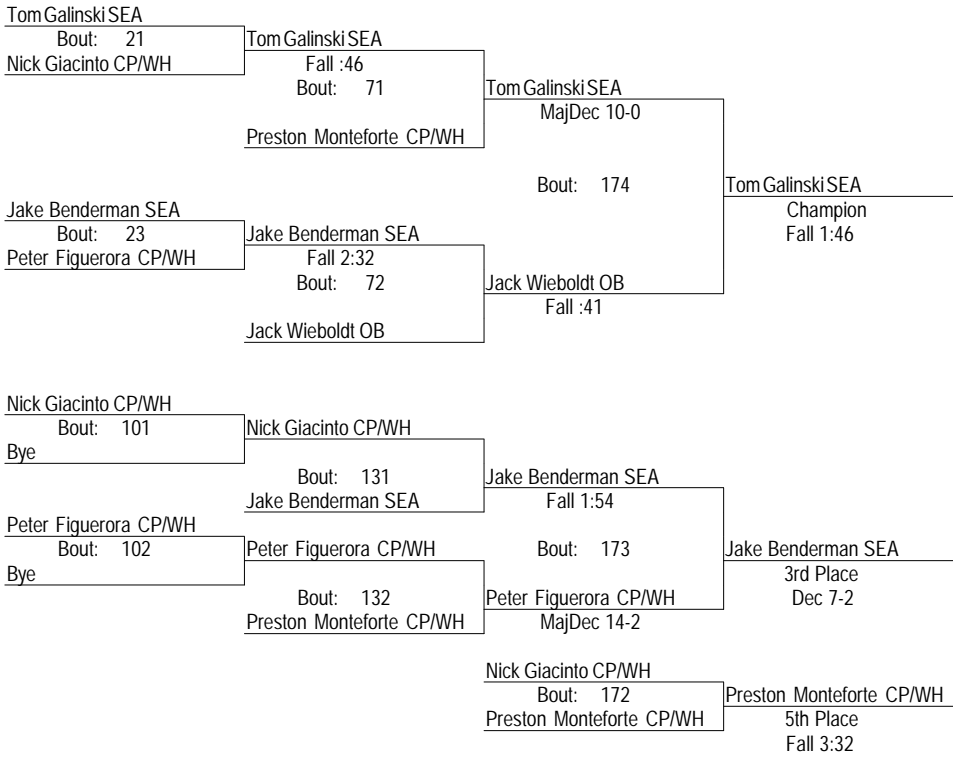 Tom Galinski SEA
Bout: 21
Nick Giacinto CP/WH
Tom Galinski SEA
Fall :46
Bout: 71
Preston Monteforte CP/WH
Tom Galinski SEA
MajDec 10-0
Bout: 174
Tom Galinski SEA
Champion
Fall 1:46
Jake Benderman SEA
Bout: 23
Peter Figuerora CP/WH
Jake Benderman SEA
Fall 2:32
Bout: 72
Jack Wieboldt OB
Jack Wieboldt OB
Fall :41
Nick Giacinto CP/WH
Bout: 101
Bye
Nick Giacinto CP/WH
Bout: 131
Jake Benderman SEA
Jake Benderman SEA
Fall 1:54
Peter Figuerora CP/WH
Bout: 102
Bye
Peter Figuerora CP/WH
Bout: 132
Preston Monteforte CP/WH
Bout: 173
Peter Figuerora CP/WH
MajDec 14-2
Jake Benderman SEA
3rd Place
Dec 7-2
Nick Giacinto CP/WH
Bout: 172
Preston Monteforte CP/WH
Preston Monteforte CP/WH
5th Place
Fall 3:32